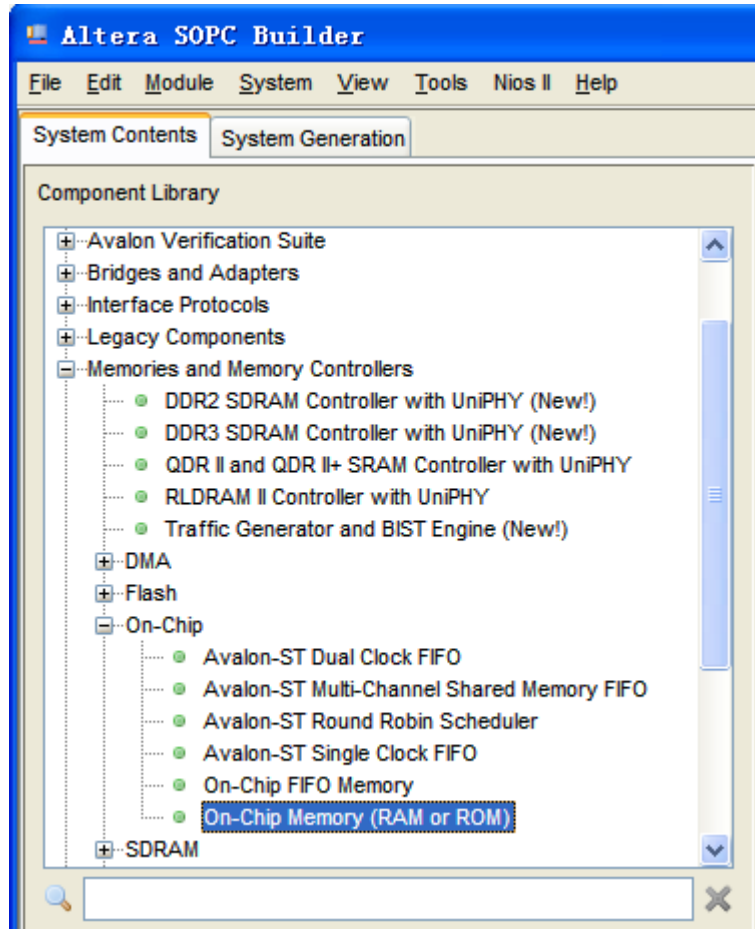 Altera SOPC Builder
File Edit Module System View Tools Nios II Help
System Contents System Generation
Component Library
Avalon Verification Suite
Bridges and Adapters
Interface Protocols
Legacy Components
Memories and Memory Controllers
DDR2 SDRAM Controller with UniPHY (New!)
DDR3 SDRAM Controller with UniPHY (New!)
QDR II and QDR II+ SRAM Controller with UniPHY
RLDRAM II Controller with UniPHY
Traffic Generator and BIST Engine (New!)
DMA
Flash
On-Chip
Avalon-ST Dual Clock FIFO
Avalon-ST Multi-Channel Shared Memory FIFO
Avalon-ST Round Robin Scheduler
Avalon-ST Single Clock FIFO
On-Chip FIFO Memory
On-Chip Memory (RAM or ROM)
SDRAM